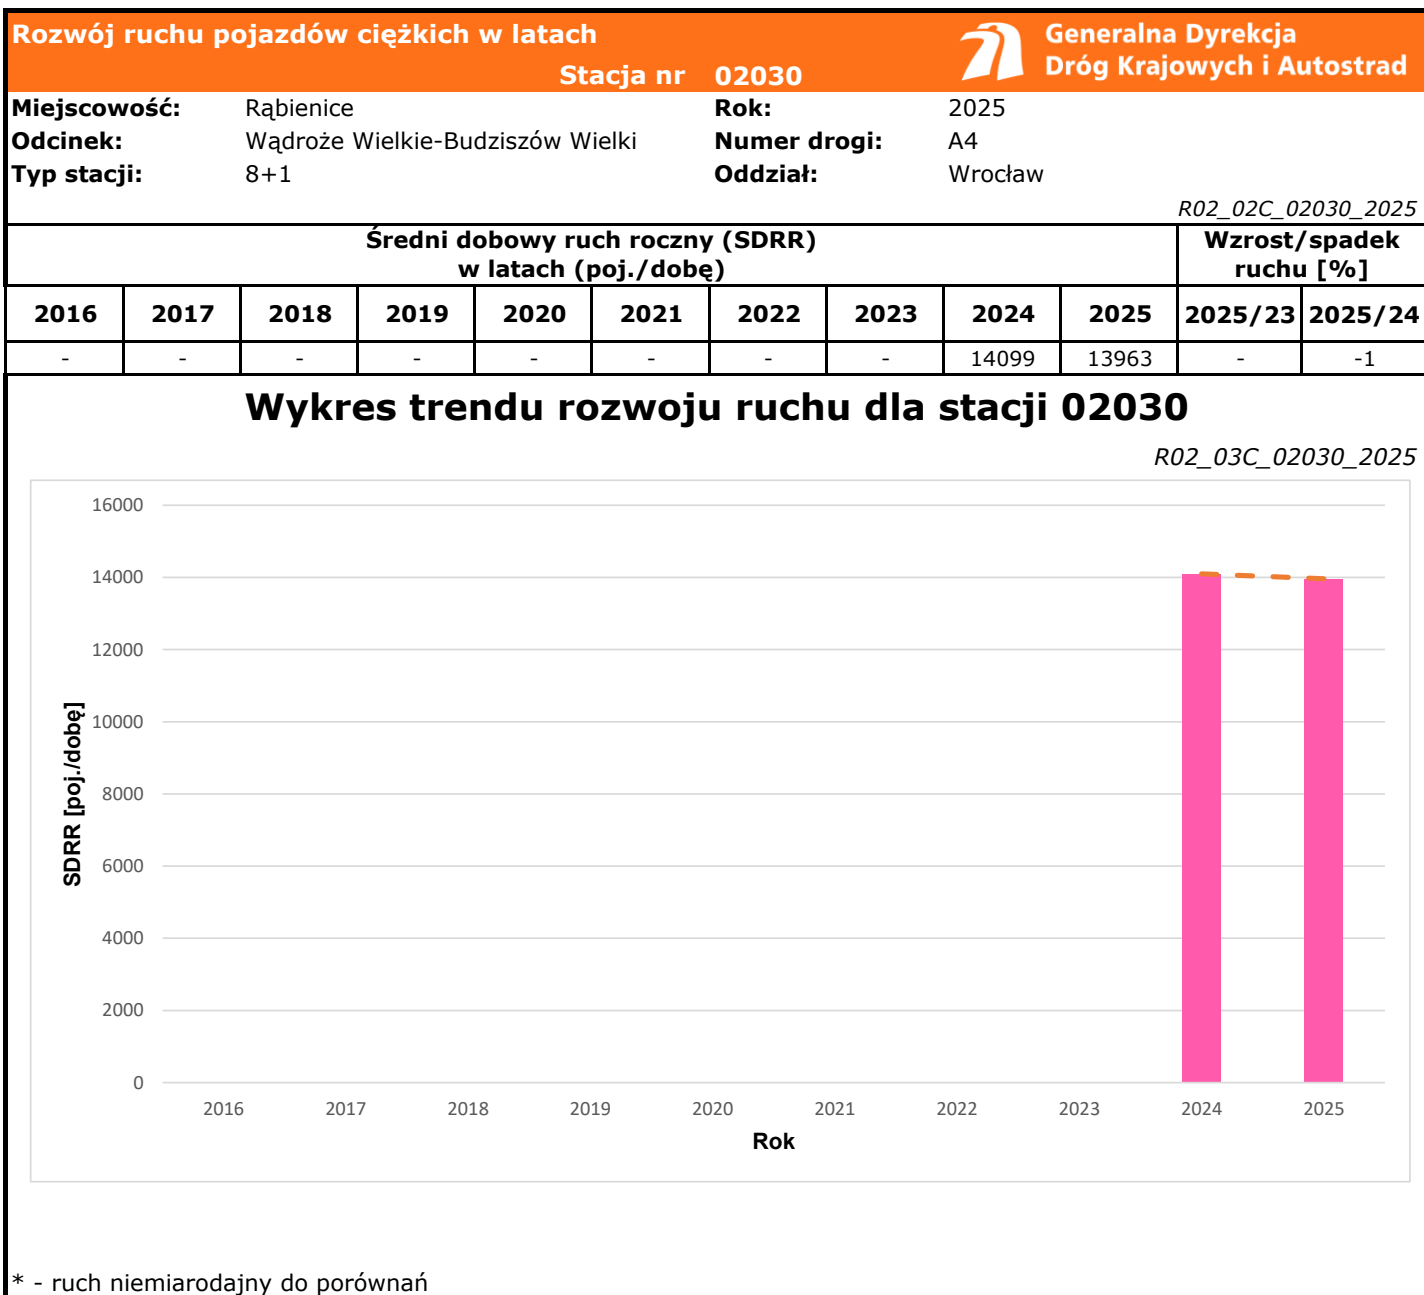 Rozwój ruchu pojazdów ciężkich w latach
Generalna Dyrekcja
Dróg Krajowych i Autostrad
Stacja nr 02030
Miejscowość: Rąbienice Rok: 2025
Odcinek: Wądroże Wielkie-Budziszów Wielki Numer drogi: A4
Typ stacji: 8+1 Oddział: Wrocław
R02_02C_02030_2025
Średni dobowy ruch roczny (SDRR)
w latach (poj./dobę)
Wzrost/spadek
ruchu [%]
2016 2017 2018 2019 2020 2021 2022 2023 2024 2025 2025/23 2025/24
- - - - - - - - 14099 13963 - -1
Wykres trendu rozwoju ruchu dla stacji 02030
R02_03C_02030_2025
16000
14000
12000
10000
8000
6000
4000
2000
0
SDRR [poj./dobę]
2016 2017 2018 2019 2020 2021 2022 2023 2024 2025
Rok
* - ruch niemiarodajny do porównań